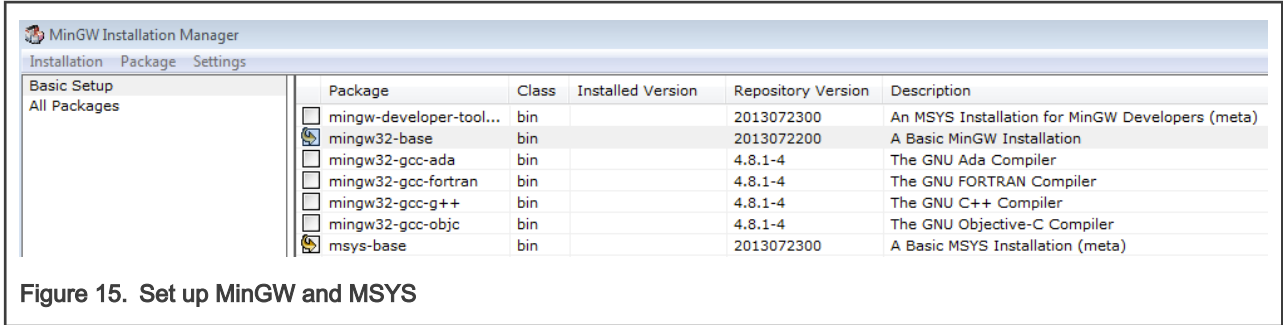 MinGW Installation Manager
Installation Package Settings
Basic Setup
All Packages
Package Class Installed Version Repository Version Description
mingw-developer-tool... bin 2013072300 An MSYS Installation for MinGW Developers (meta)
mingw32-base bin 2013072200 A Basic MinGW Installation
mingw32-gcc-ada bin 4.8.1-4 The GNU Ada Compiler
mingw32-gcc-fortran bin 4.8.1-4 The GNU FORTRAN Compiler
mingw32-gcc-g++ bin 4.8.1-4 The GNU C++ Compiler
mingw32-gcc-objc bin 4.8.1-4 The GNU Objective-C Compiler
msys-base bin 2013072300 A Basic MSYS Installation (meta)
Figure 15. Set up MinGW and MSYS